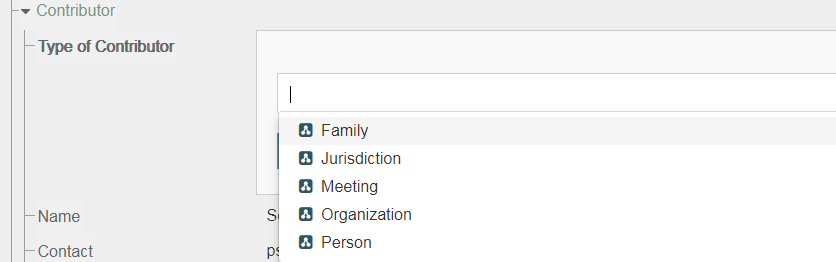 Contributor
Type of Contributor
Family
Jurisdiction
Meeting
Organization
Person
Name
Contact